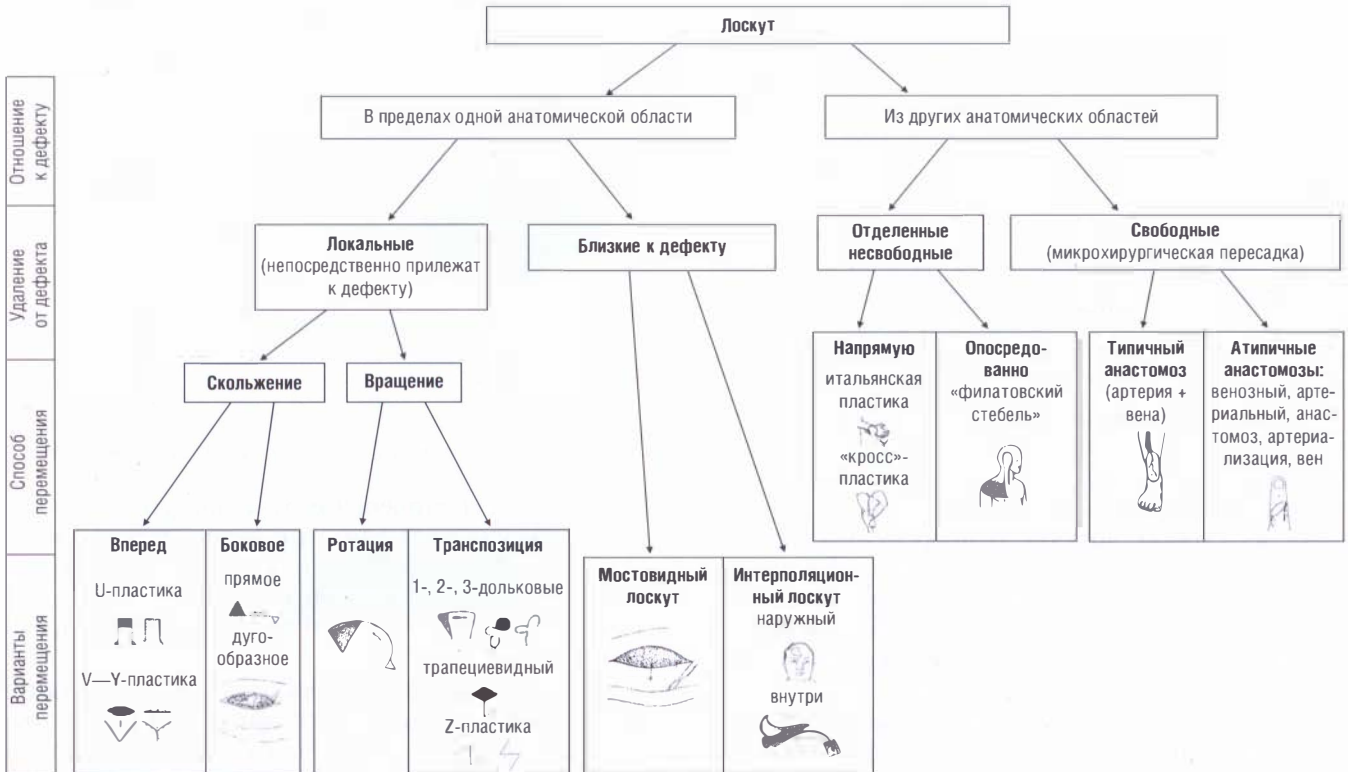 Лоскут
Отношение
к дефекту
В пределах одной анатомической области
Из других анатомических областей
Удаление
от дефекта
Локальные
(непосредственно прилежат
к дефекту)
Близкие к дефекту
Отделенные
несвободные
Свободные
(микрохирургическая пересадка)
Способ
перемещения
Скольжение
Вращение
Напрямую
итальянская
пластика
«кросс»-
пластика
Опосредо-
ванно
«филатовский
стебель»
Типичный
анастомоз
(артерия +
вена)
Атипичные
анастомозы:
венозный, арте-
риальный, анас-
томоз, артериа-
лизация, вен
Варианты
перемещения
Вперед
U-пластика
V—Y-пластика
Боковое
прямое
дуго-
образное
Ротация
Транспозиция
1-, 2-, 3-дольковые
трапециевидный
Z-пластика
Мостовидный
лоскут
Интерполяцион-
ный лоскут
наружный
внутри